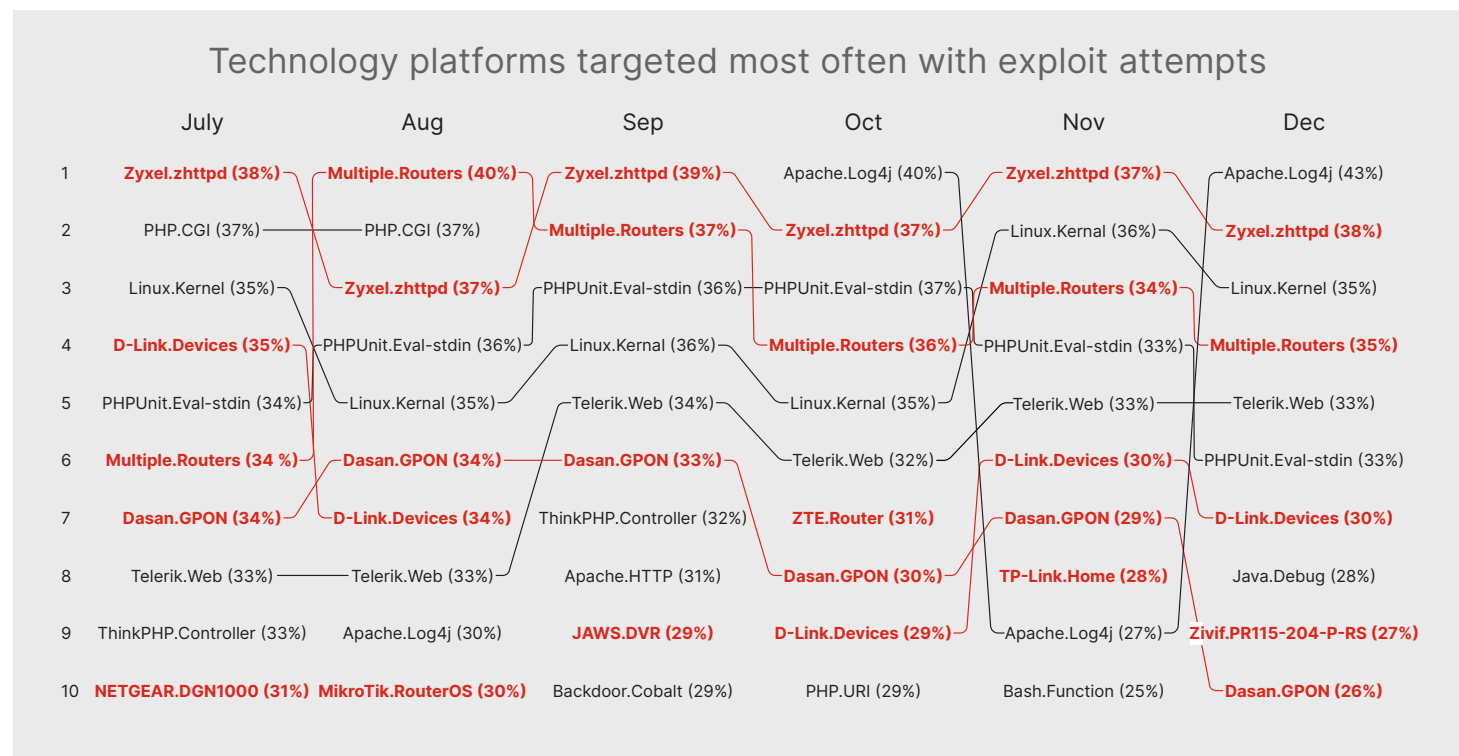 Technology platforms targeted most often with exploit attempts
July Aug Sep Oct Nov Dec
1 Zyxel.zhttpd (38%) Multiple.Routers (40%) Zyxel.zhttpd (39%) Apache.Log4j (40%) Zyxel.zhttpd (37%) Apache.Log4j (43%)
2 PHP.CGI (37%) PHP.CGI (37%) Multiple.Routers (37%) Zyxel.zhttpd (37%) Linux.Kernal (36%) Zyxel.zhttpd (38%)
3 Linux.Kernel (35%) Zyxel.zhttpd (37%) PHPUnit.Eval-stdin (36%) PHPUnit.Eval-stdin (37%) Multiple.Routers (34%) Linux.Kernel (35%)
4 D-Link.Devices (35%) PHPUnit.Eval-stdin (36%) Linux.Kernal (36%) Multiple.Routers (36%) PHPUnit.Eval-stdin (33%) Multiple.Routers (35%)
5 PHPUnit.Eval-stdin (34%) Linux.Kernal (35%) Telerik.Web (34%) Linux.Kernal (35%) Telerik.Web (33%) Telerik.Web (33%)
6 Multiple.Routers (34 %) Dasan.GPON (34%) Dasan.GPON (33%) Telerik.Web (32%) D-Link.Devices (30%) PHPUnit.Eval-stdin (33%)
7 Dasan.GPON (34%) D-Link.Devices (34%) ThinkPHP.Controller (32%) ZTE.Router (31%) Dasan.GPON (29%) D-Link.Devices (30%)
8 Telerik.Web (33%) Telerik.Web (33%) Apache.HTTP (31%) Dasan.GPON (30%) TP-Link.Home (28%) Java.Debug (28%)
9 ThinkPHP.Controller (33%) Apache.Log4j (30%) JAWS.DVR (29%) D-Link.Devices (29%) Apache.Log4j (27%) Zivif.PR115-204-P-RS (27%)
10 NETGEAR.DGN1000 (31%) MikroTik.RouterOS (30%) Backdoor.Cobalt (29%) PHP.URI (29%) Bash.Function (25%) Dasan.GPON (26%)